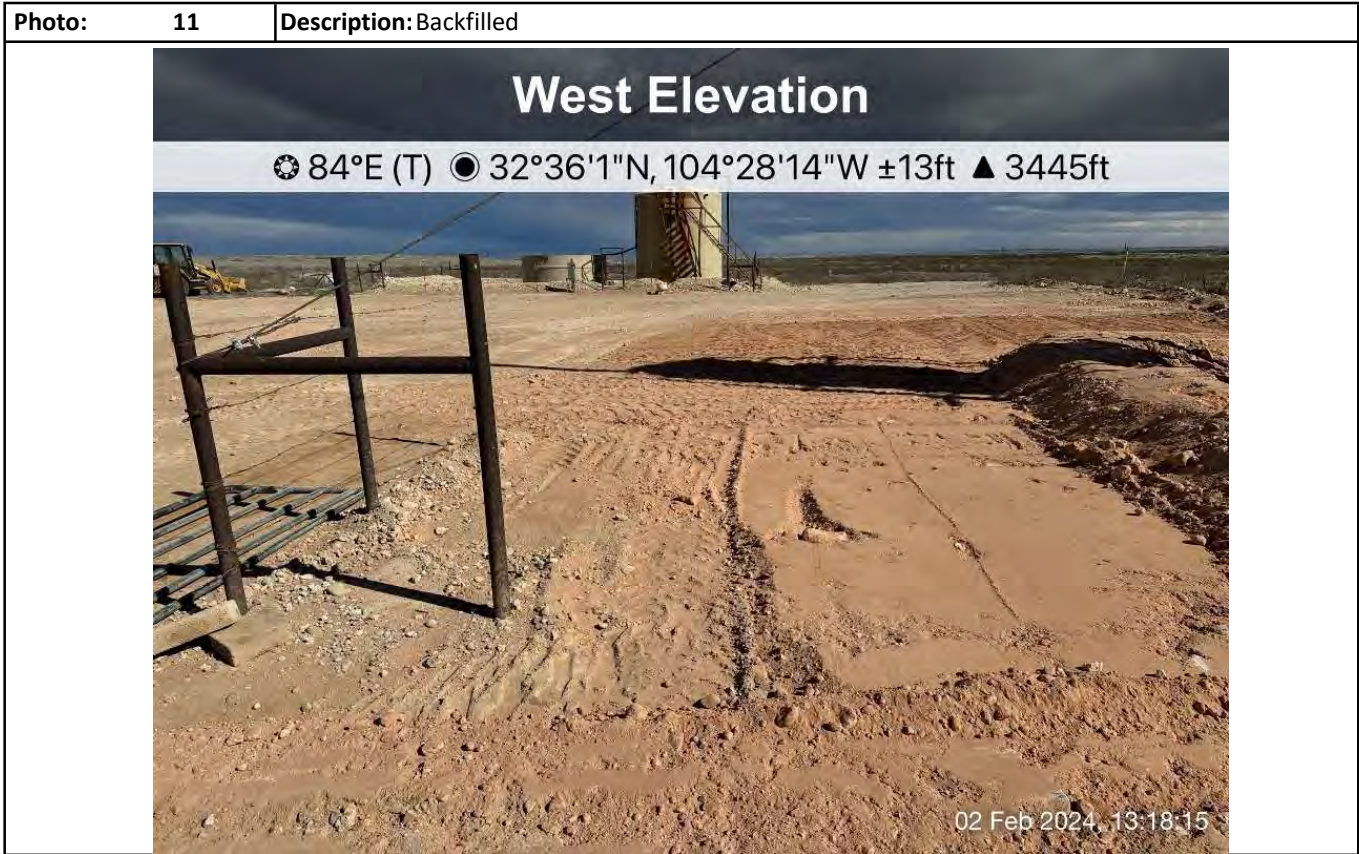 Photo: 11 Description: Backfilled
West Elevation
84°E (T) 32°36'1"N, 104°28'14"W ±13ft ▲ 3445ft
02 Feb 2024, 13:18:15